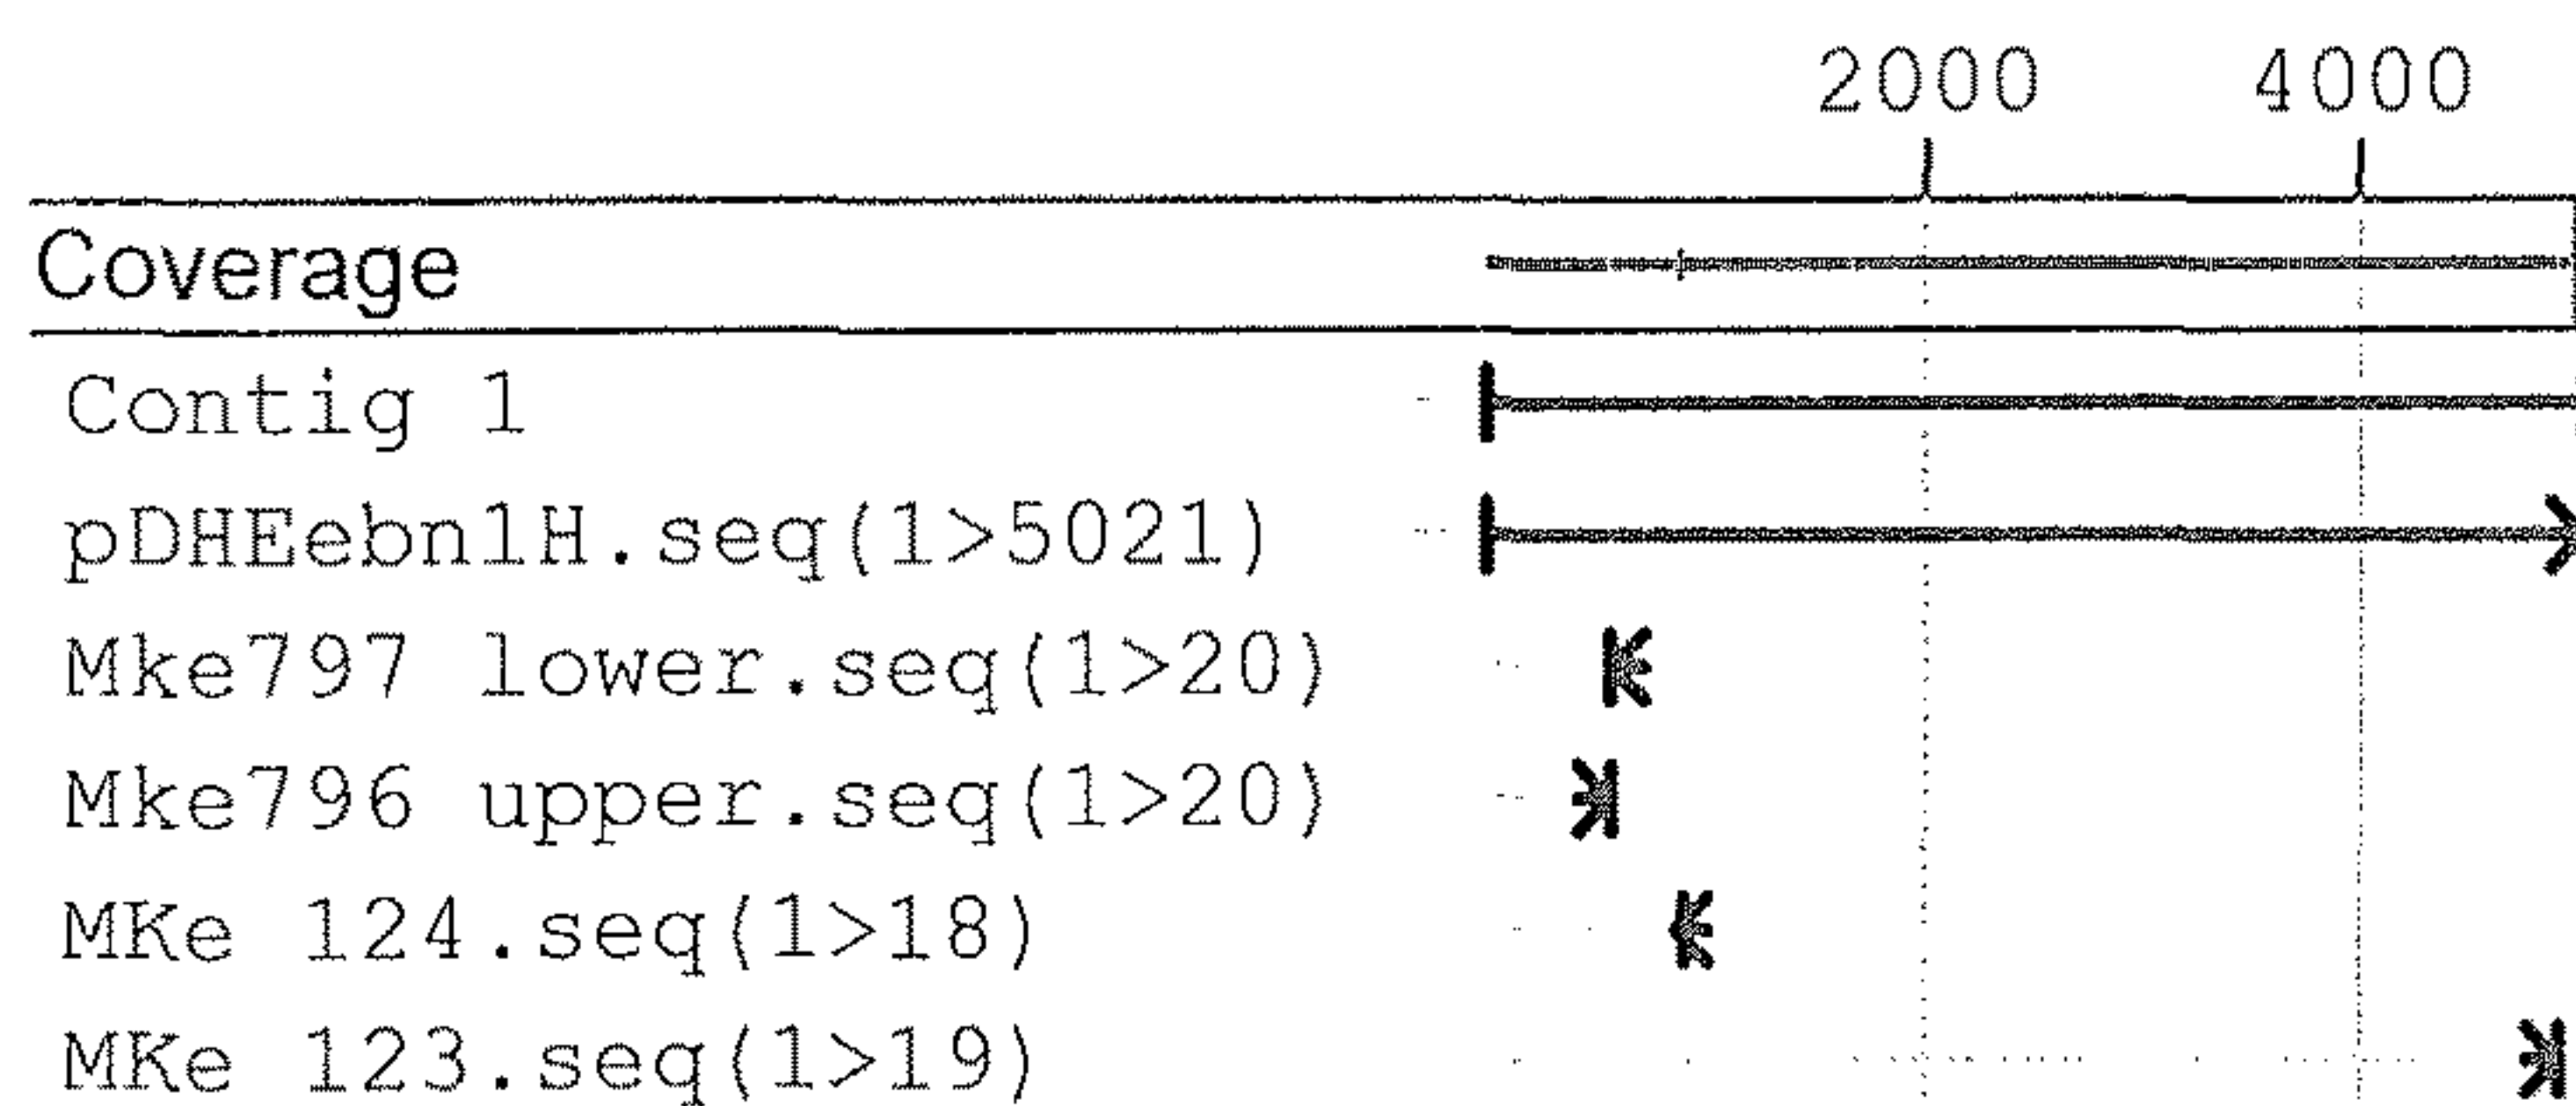 2000 4000
Coverage
Contig 1
pDHEebn1H.seq(1>5021)
Mke797 lower.seq(1>20)
Mke796 upper.seq(1>20)
MKe 124.seq(1>18)
MKe 123.seq(1>19)